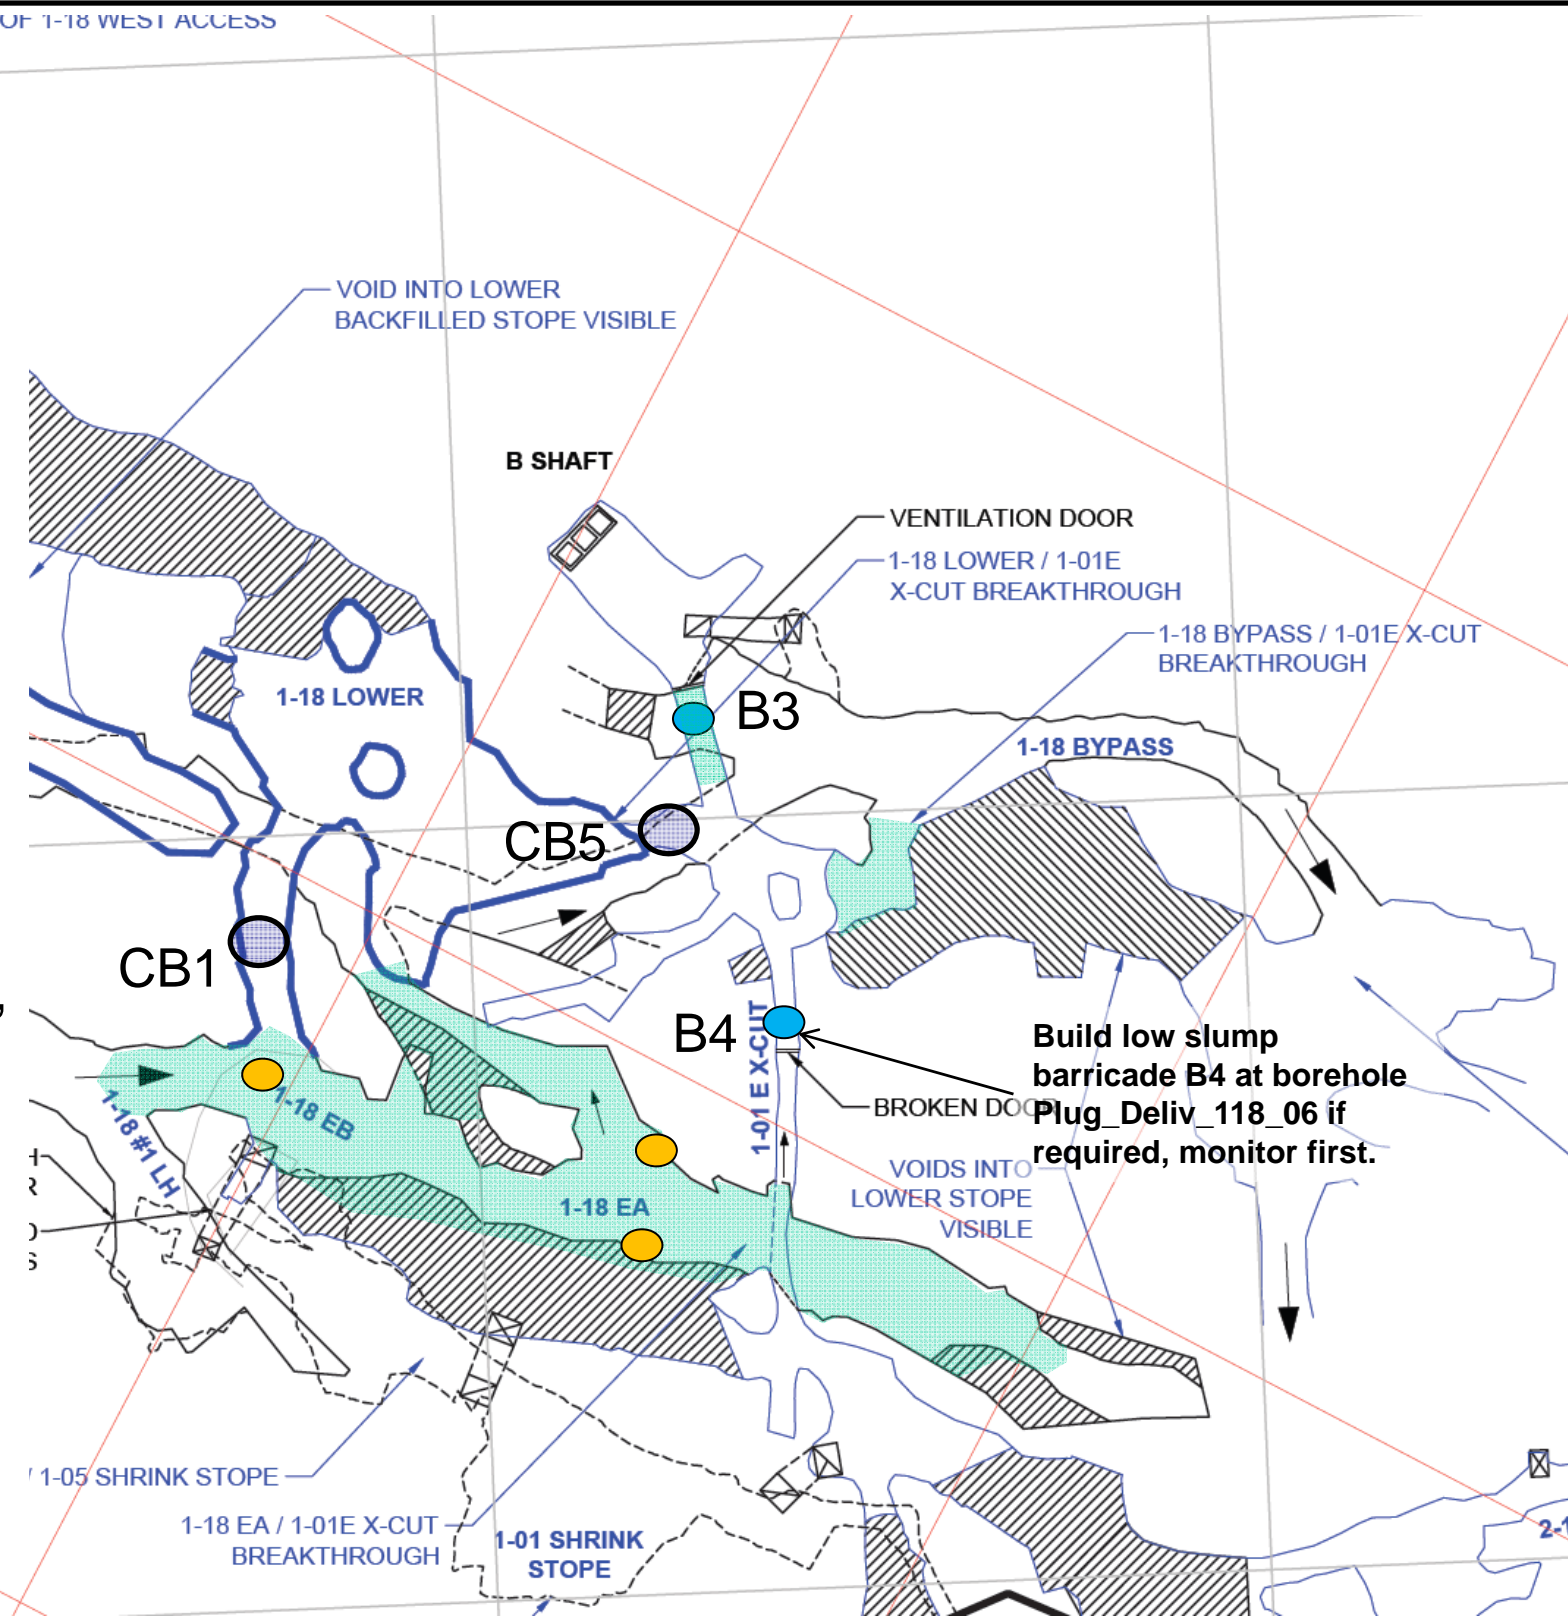 OF 1-18 WEST ACCESS
VOID INTO LOWER
BACKFILLED STOPE VISIBLE
B SHAFT
VENTILATION DOOR
1-18 LOWER / 1-01E
X-CUT BREAKTHROUGH
1-18 BYPASS / 1-01E X-CUT
BREAKTHROUGH
1-18 LOWER
B3
1-18 BYPASS
CB5
CB1
B4
1-01 E X-CUT
Build low slump
barricade B4 at borehole
Plug_Deliv_118_06 if
required, monitor first.
BROKEN DOOR
1-18 EB
1-18 #1 LH
H
R
S
VOIDS INTO
LOWER STOPE
VISIBLE
1-18 EA
/ 1-05 SHRINK STOPE
1-18 EA / 1-01E X-CUT
BREAKTHROUGH
1-01 SHRINK
STOPE